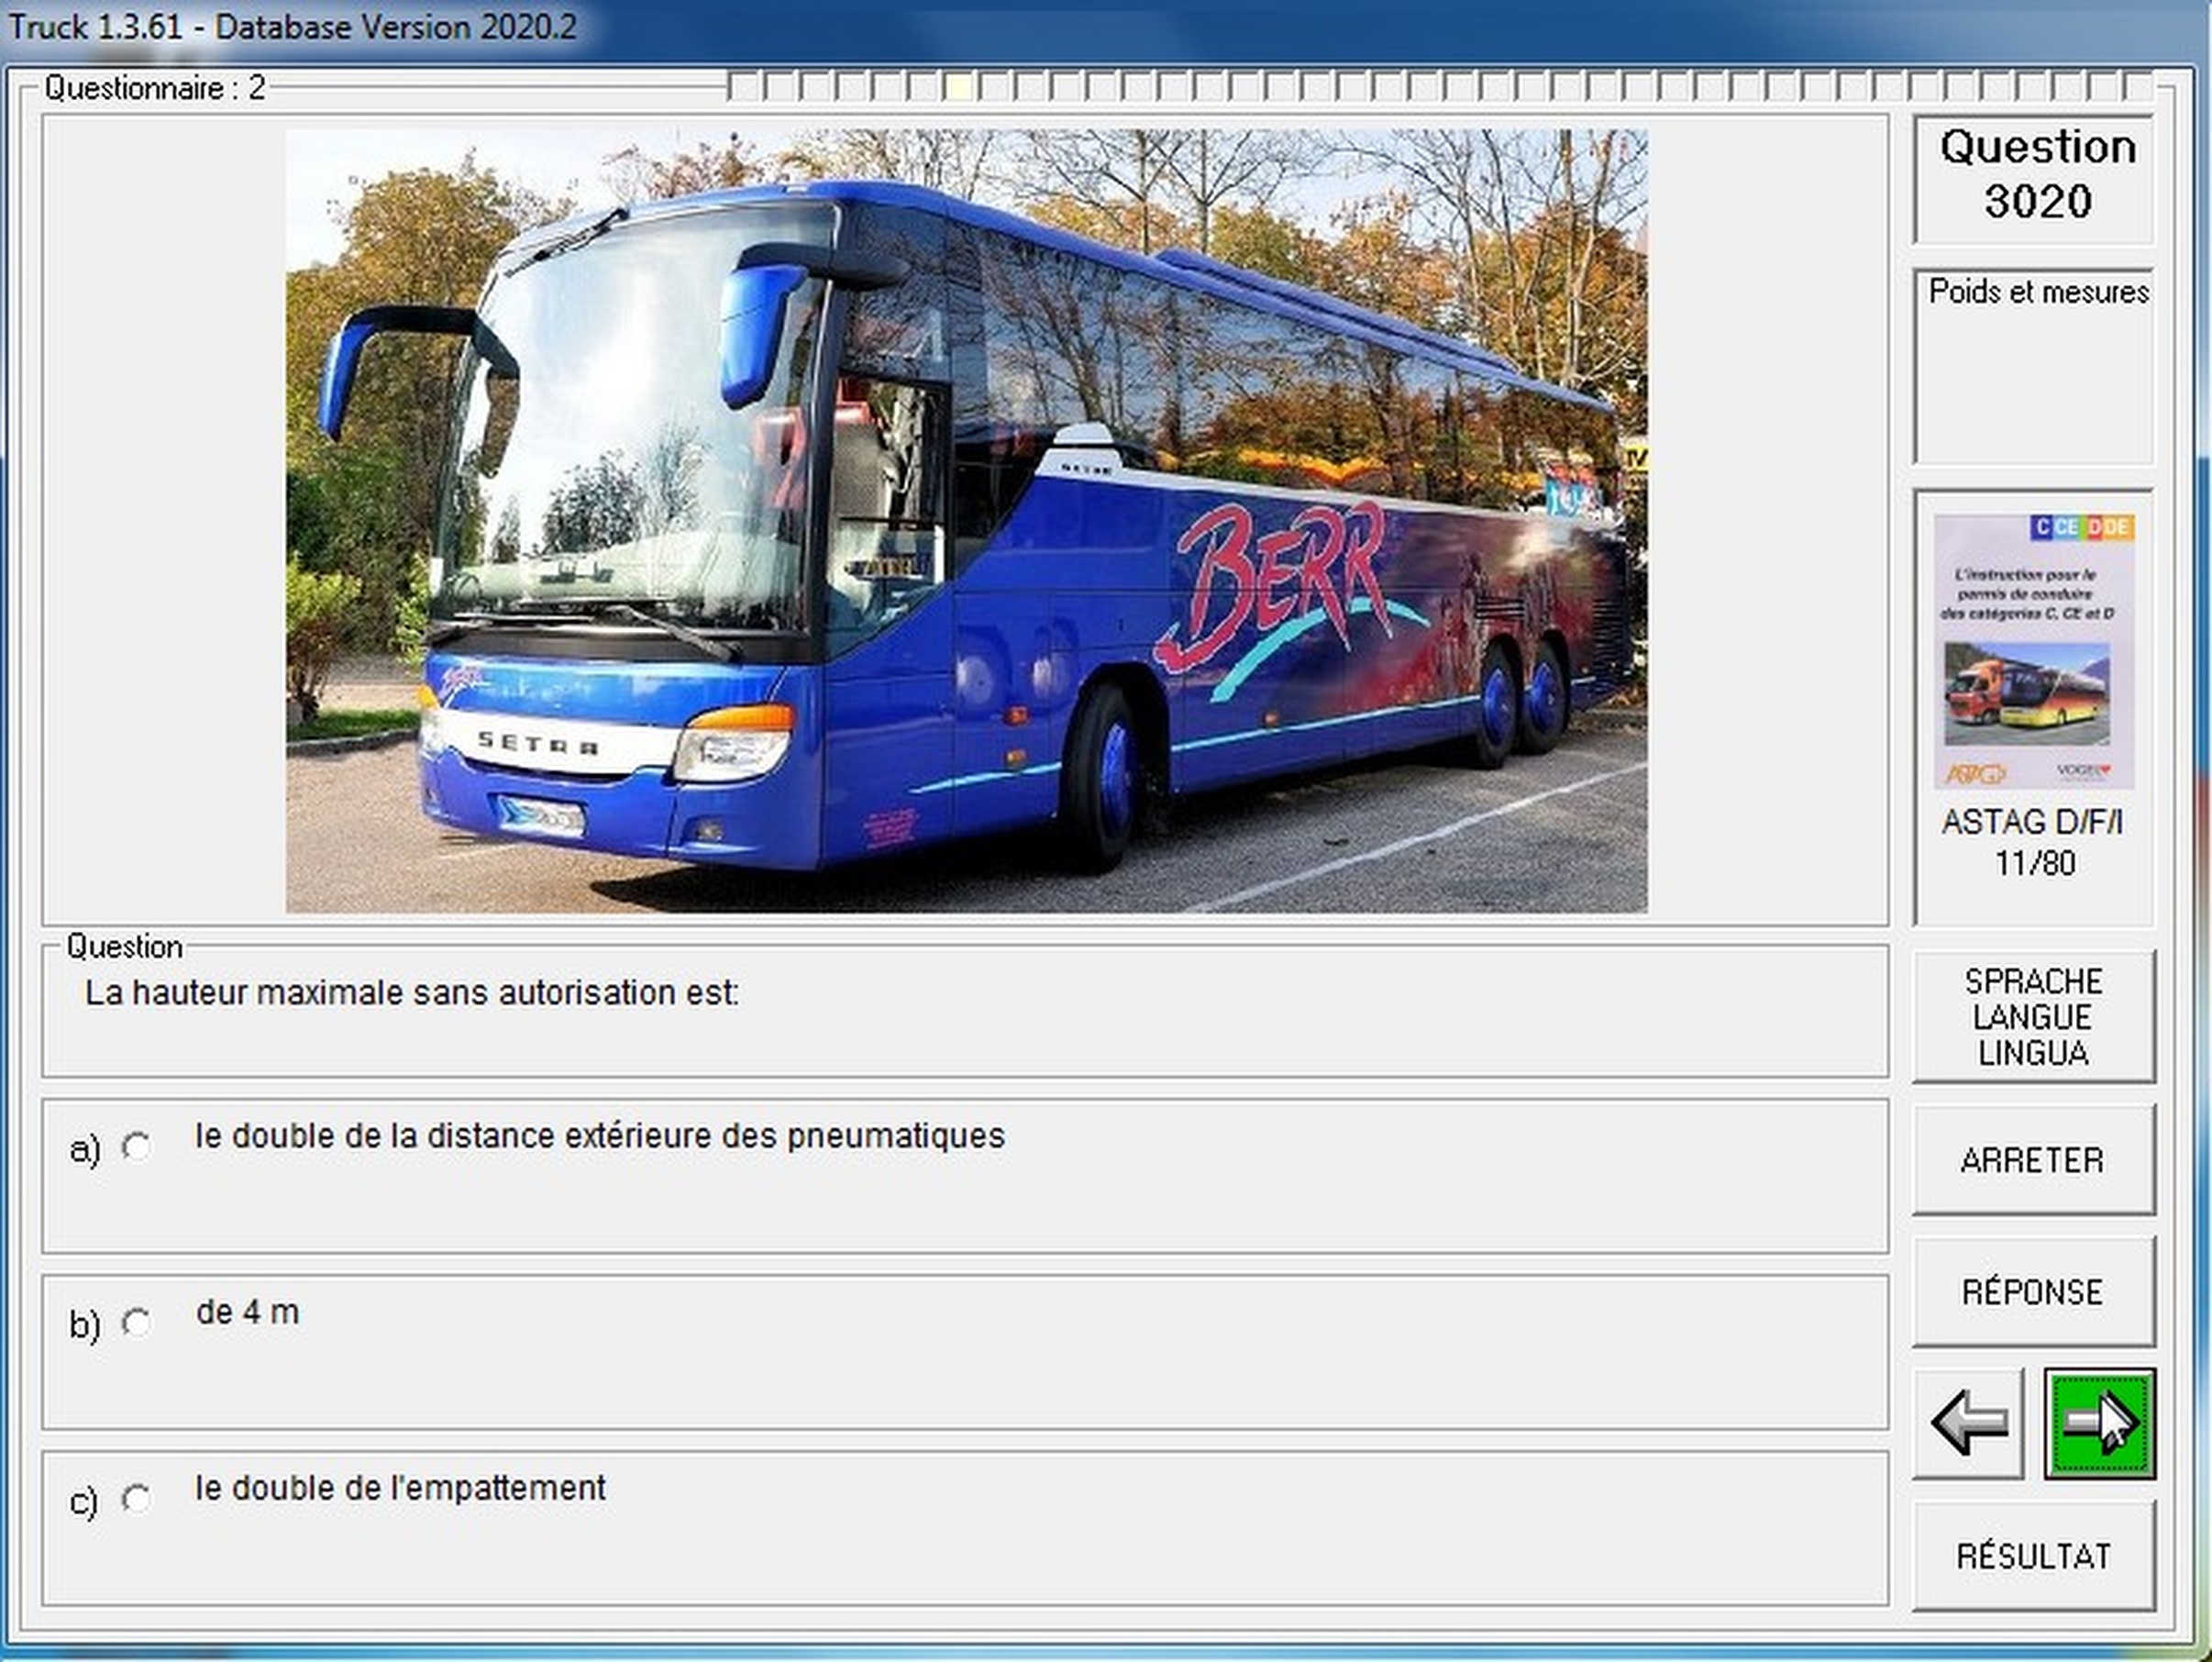 Truck 1.3.61 - Database Version 2020.2
Questionnaire : 2
Question
3020
Poids et mesures
SETRA
BERR
SETRA
C CE D DE
L'instruction pour le
permis de conduire
des catégories C, CE et D
ASTAG
VOGEL
ASTAG D/F/I
11/80
Question
La hauteur maximale sans autorisation est:
a) le double de la distance extérieure des pneumatiques
b) de 4 m
c) le double de l'empattement
SPRACHE
LANGUE
LINGUA
ARRETER
RÉPONSE
RÉSULTAT